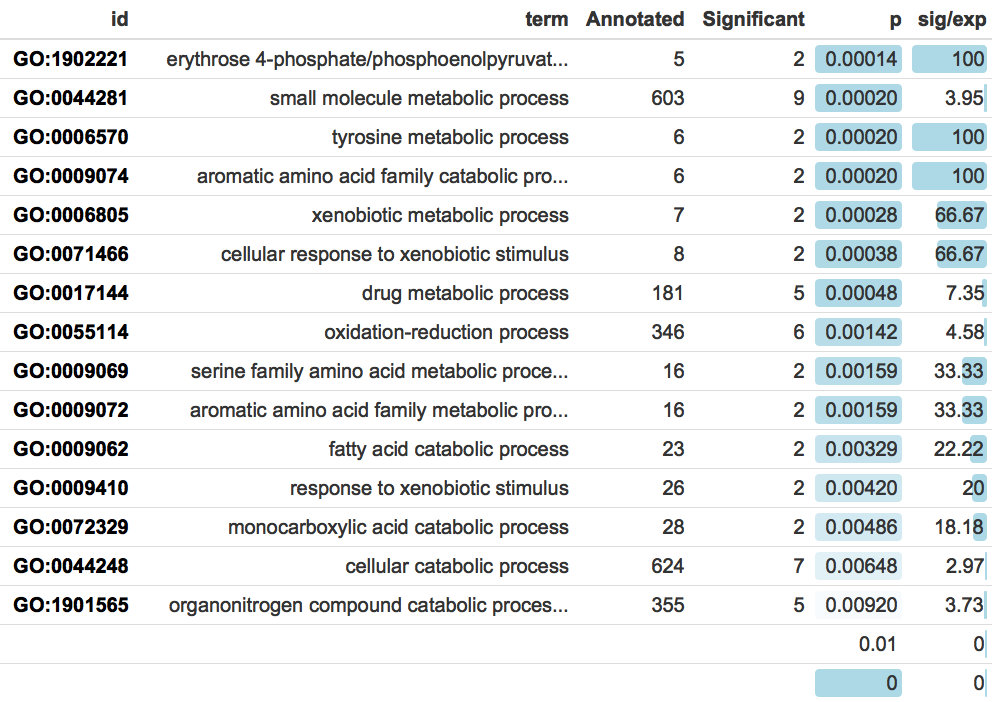 id term Annotated Significant p sig/exp
GO:1902221 erythrose 4-phosphate/phosphoenolpyruvat... 5 2 0.00014 100
GO:0044281 small molecule metabolic process 603 9 0.00020 3.95
GO:0006570 tyrosine metabolic process 6 2 0.00020 100
GO:0009074 aromatic amino acid family catabolic pro... 6 2 0.00020 100
GO:0006805 xenobiotic metabolic process 7 2 0.00028 66.67
GO:0071466 cellular response to xenobiotic stimulus 8 2 0.00038 66.67
GO:0017144 drug metabolic process 181 5 0.00048 7.35
GO:0055114 oxidation-reduction process 346 6 0.00142 4.58
GO:0009069 serine family amino acid metabolic proce... 16 2 0.00159 33.33
GO:0009072 aromatic amino acid family metabolic pro... 16 2 0.00159 33.33
GO:0009062 fatty acid catabolic process 23 2 0.00329 22.22
GO:0009410 response to xenobiotic stimulus 26 2 0.00420 20
GO:0072329 monocarboxylic acid catabolic process 28 2 0.00486 18.18
GO:0044248 cellular catabolic process 624 7 0.00648 2.97
GO:1901565 organonitrogen compound catabolic proces... 355 5 0.00920 3.73
0.01 0
0 0